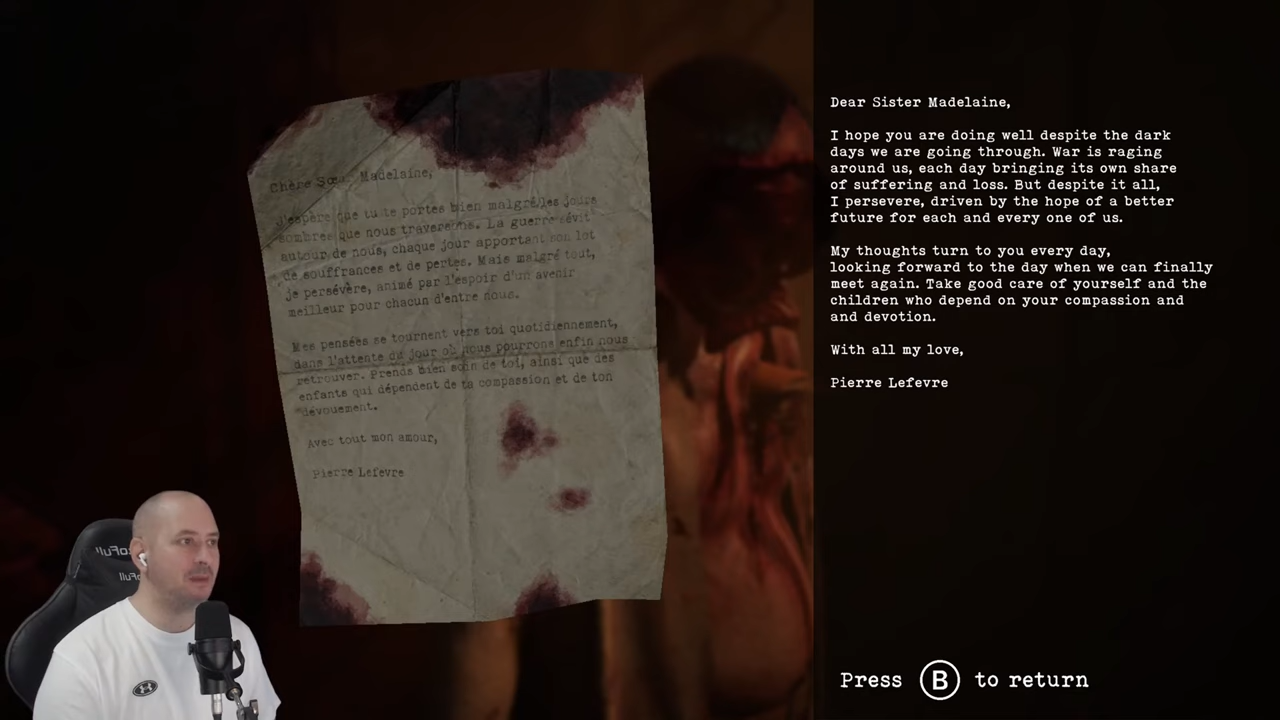 Chère Sœur Madelaine,
J'espère que tu te portes bien malgré les jours
sombres que nous traversons. La guerre sévit
autour de nous, chaque jour apportant son lot
de souffrances et de pertes. Mais malgré tout,
je persévère, animé par l'espoir d'un avenir
meilleur pour chacun d'entre nous.
Mes pensées se tournent vers toi quotidiennement,
dans l'attente du jour où nous pourrons enfin nous
retrouver. Prends bien soin de toi, ainsi que des
enfants qui dépendent de ta compassion et de ton
dévouement.
Avec tout mon amour,
Pierre Lefevre
Dear Sister Madelaine,
I hope you are doing well despite the dark
days we are going through. War is raging
around us, each day bringing its own share
of suffering and loss. But despite it all,
I persevere, driven by the hope of a better
future for each and every one of us.
My thoughts turn to you every day,
looking forward to the day when we can finally
meet again. Take good care of yourself and the
children who depend on your compassion and
and devotion.
With all my love,
Pierre Lefevre
Press B to return